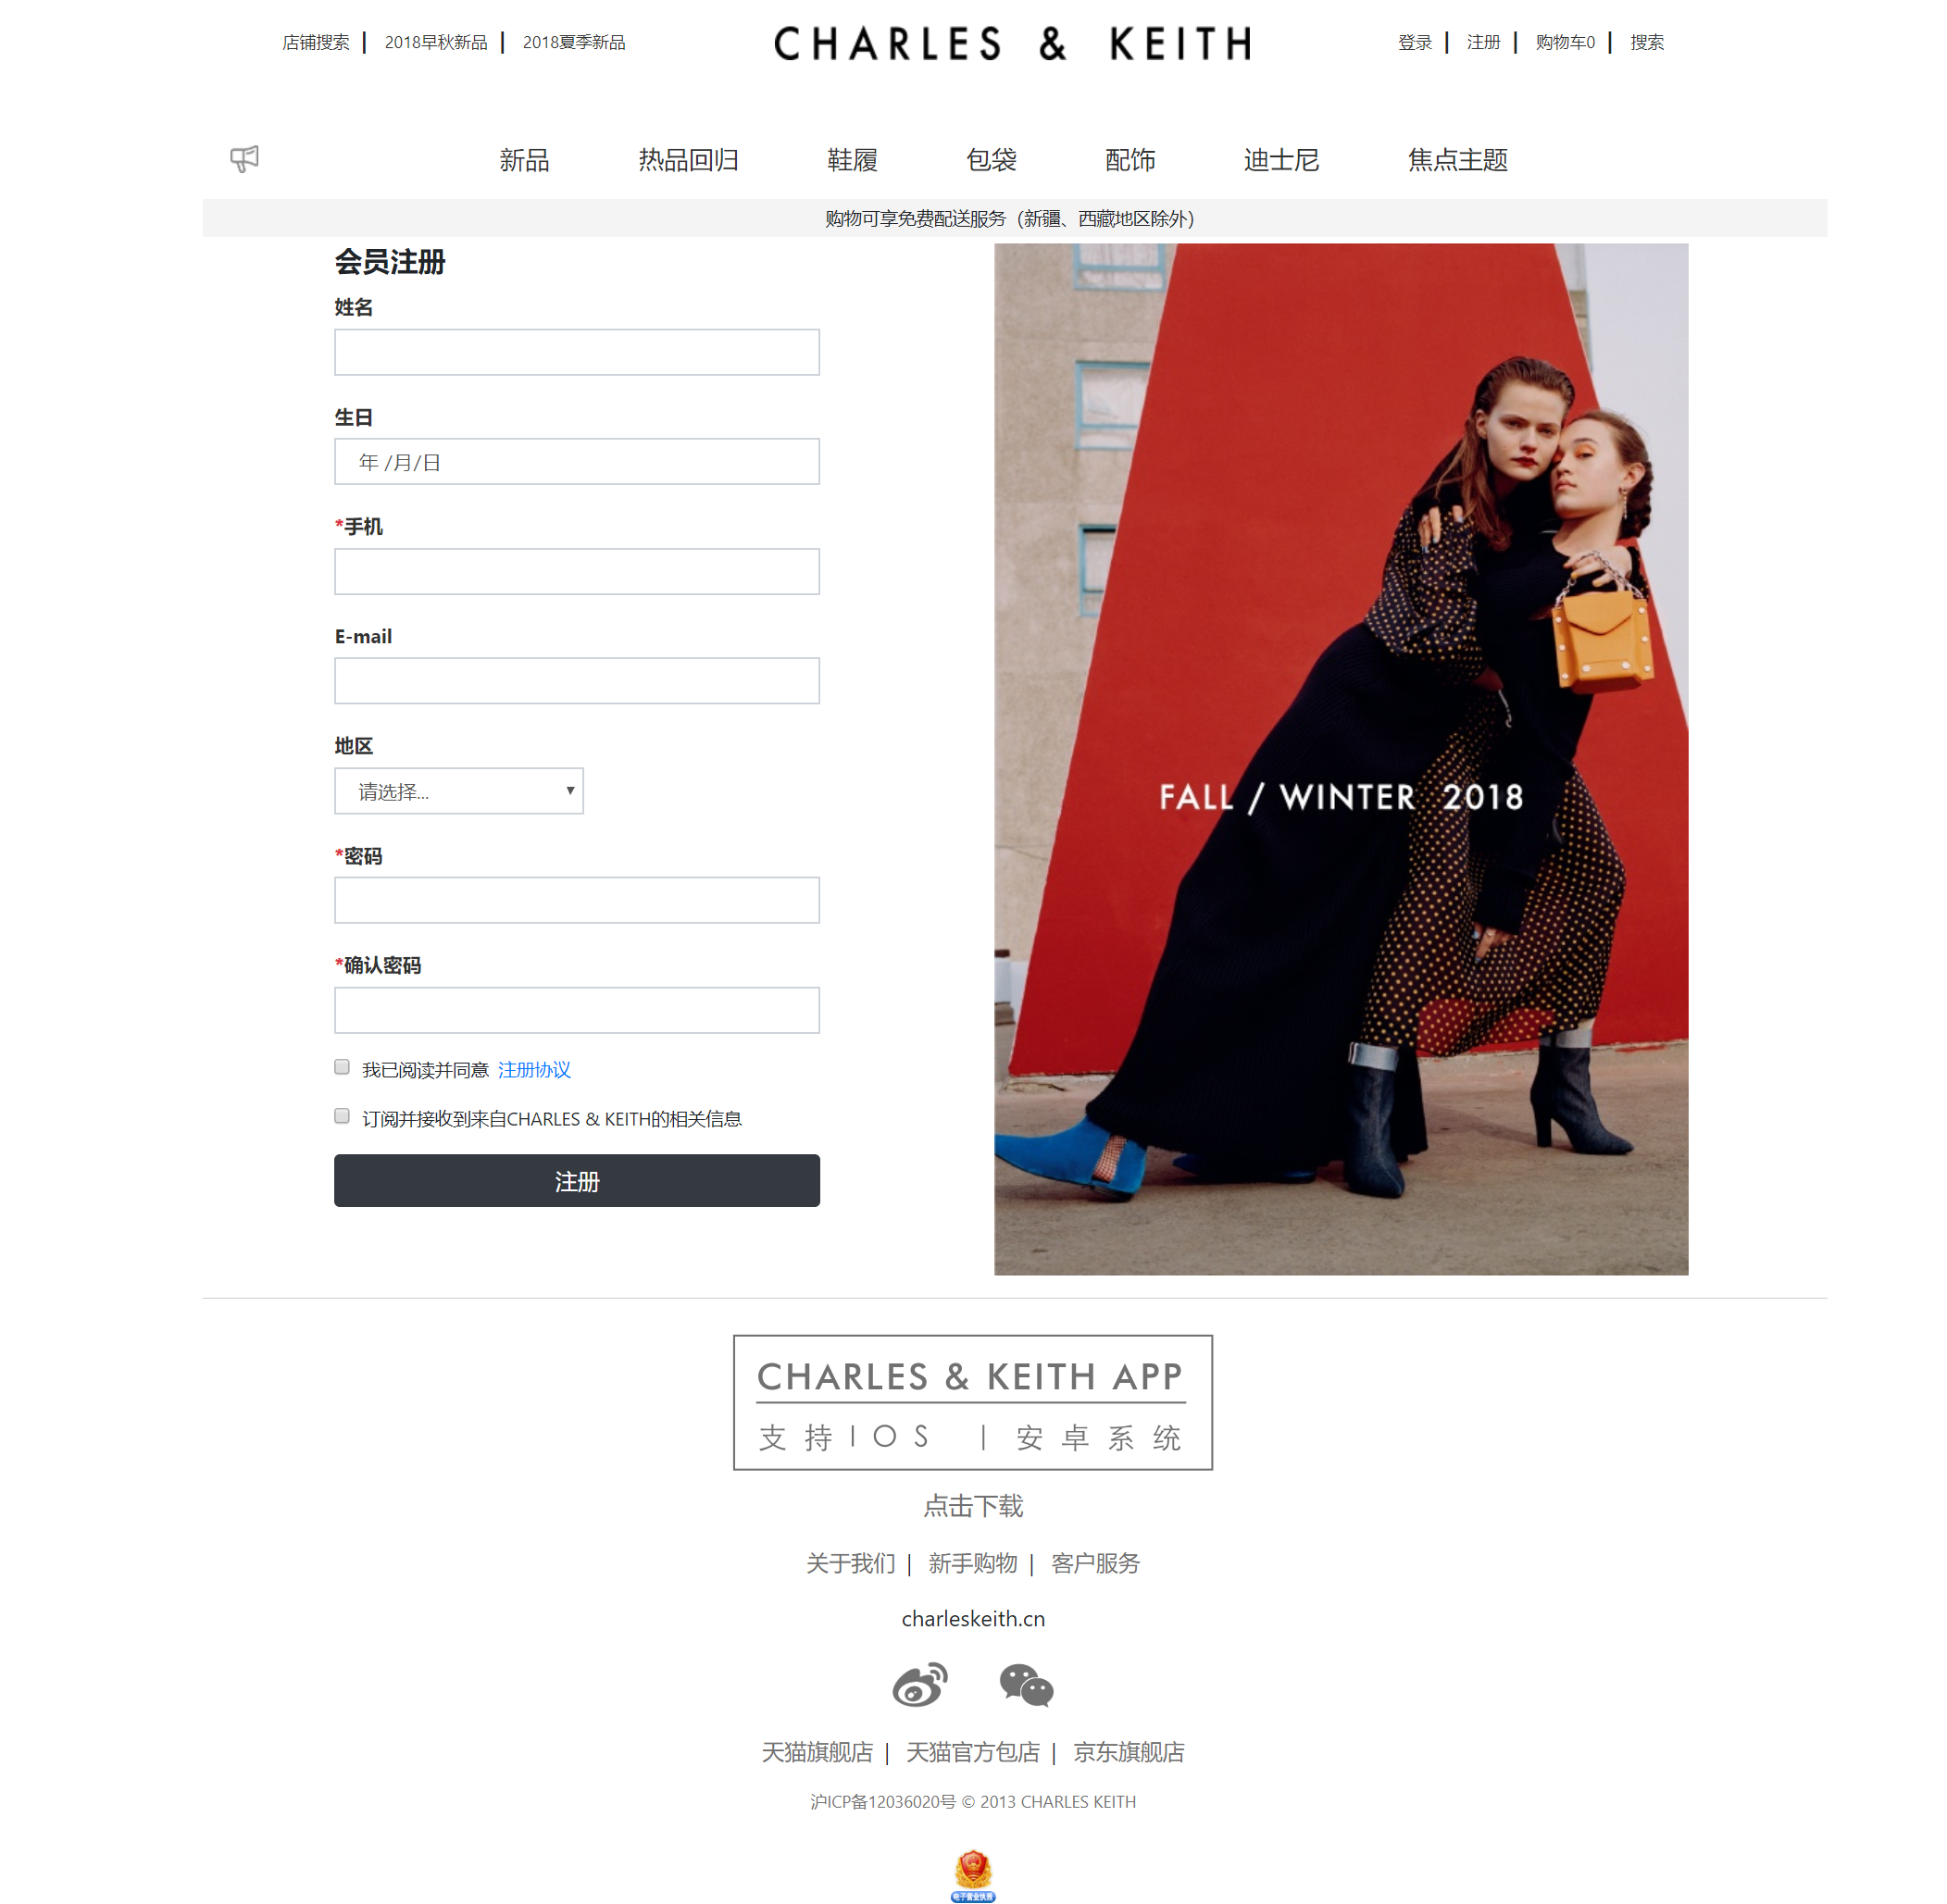 店铺搜索 | 2018早秋新品 | 2018夏季新品
CHARLES & KEITH
登录 | 注册 | 购物车0 | 搜索
新品 热品回归 鞋履 包袋 配饰 迪士尼 焦点主题
购物可享免费配送服务（新疆、西藏地区除外）
会员注册
姓名
生日
年 /月/日
*手机
E-mail
地区
请选择...
*密码
*确认密码
我已阅读并同意 注册协议
订阅并接收到来自CHARLES & KEITH的相关信息
注册
FALL / WINTER 2018
CHARLES & KEITH APP
支持IOS | 安卓系统
点击下载
关于我们 | 新手购物 | 客户服务
charleskeith.cn
天猫旗舰店 | 天猫官方包店 | 京东旗舰店
沪ICP备12036020号 © 2013 CHARLES KEITH
电子营业执照